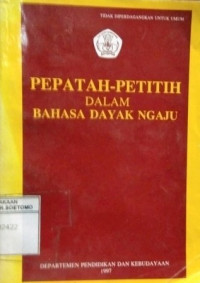 TIDAK DIPERDAGANGKAN UNTUK UMUM
PEPATAH-PETITIH
DALAM
BAHASA DAYAK NGAJU
DEPARTEMEN PENDIDIKAN DAN KEBUDAYAAN
1997